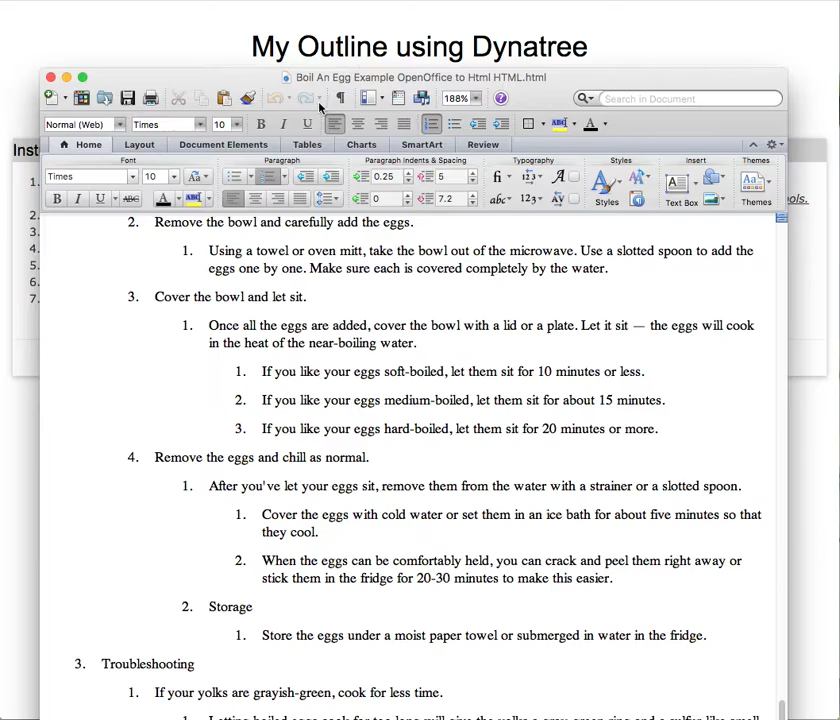 My Outline using Dynatree
Boil An Egg Example OpenOffice to Html HTML.html
188%
Search in Document
Normal (Web) Times 10 B I U
Inst
Home Layout Document Elements Tables Charts SmartArt Review
Font Paragraph Paragraph Indents & Spacing Typography Styles Insert Themes
Times 10 Aa 0.25 5
B I U ABC A 0 7.2 abc 123 AV Styles Text Box Themes
ols.
1.
2.
3.
4.
5.
6.
7.
2. Remove the bowl and carefully add the eggs.
1. Using a towel or oven mitt, take the bowl out of the microwave. Use a slotted spoon to add the
eggs one by one. Make sure each is covered completely by the water.
3. Cover the bowl and let sit.
1. Once all the eggs are added, cover the bowl with a lid or a plate. Let it sit — the eggs will cook
in the heat of the near-boiling water.
1. If you like your eggs soft-boiled, let them sit for 10 minutes or less.
2. If you like your eggs medium-boiled, let them sit for about 15 minutes.
3. If you like your eggs hard-boiled, let them sit for 20 minutes or more.
4. Remove the eggs and chill as normal.
1. After you've let your eggs sit, remove them from the water with a strainer or a slotted spoon.
1. Cover the eggs with cold water or set them in an ice bath for about five minutes so that
they cool.
2. When the eggs can be comfortably held, you can crack and peel them right away or
stick them in the fridge for 20-30 minutes to make this easier.
2. Storage
1. Store the eggs under a moist paper towel or submerged in water in the fridge.
3. Troubleshooting
1. If your yolks are grayish-green, cook for less time.